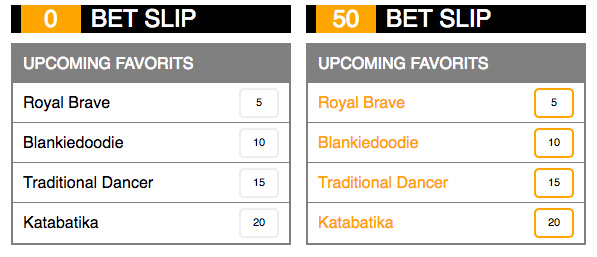 0 BET SLIP
UPCOMING FAVORITS
Royal Brave 5
Blankiedoodie 10
Traditional Dancer 15
Katabatika 20
50 BET SLIP
UPCOMING FAVORITS
Royal Brave 5
Blankiedoodie 10
Traditional Dancer 15
Katabatika 20